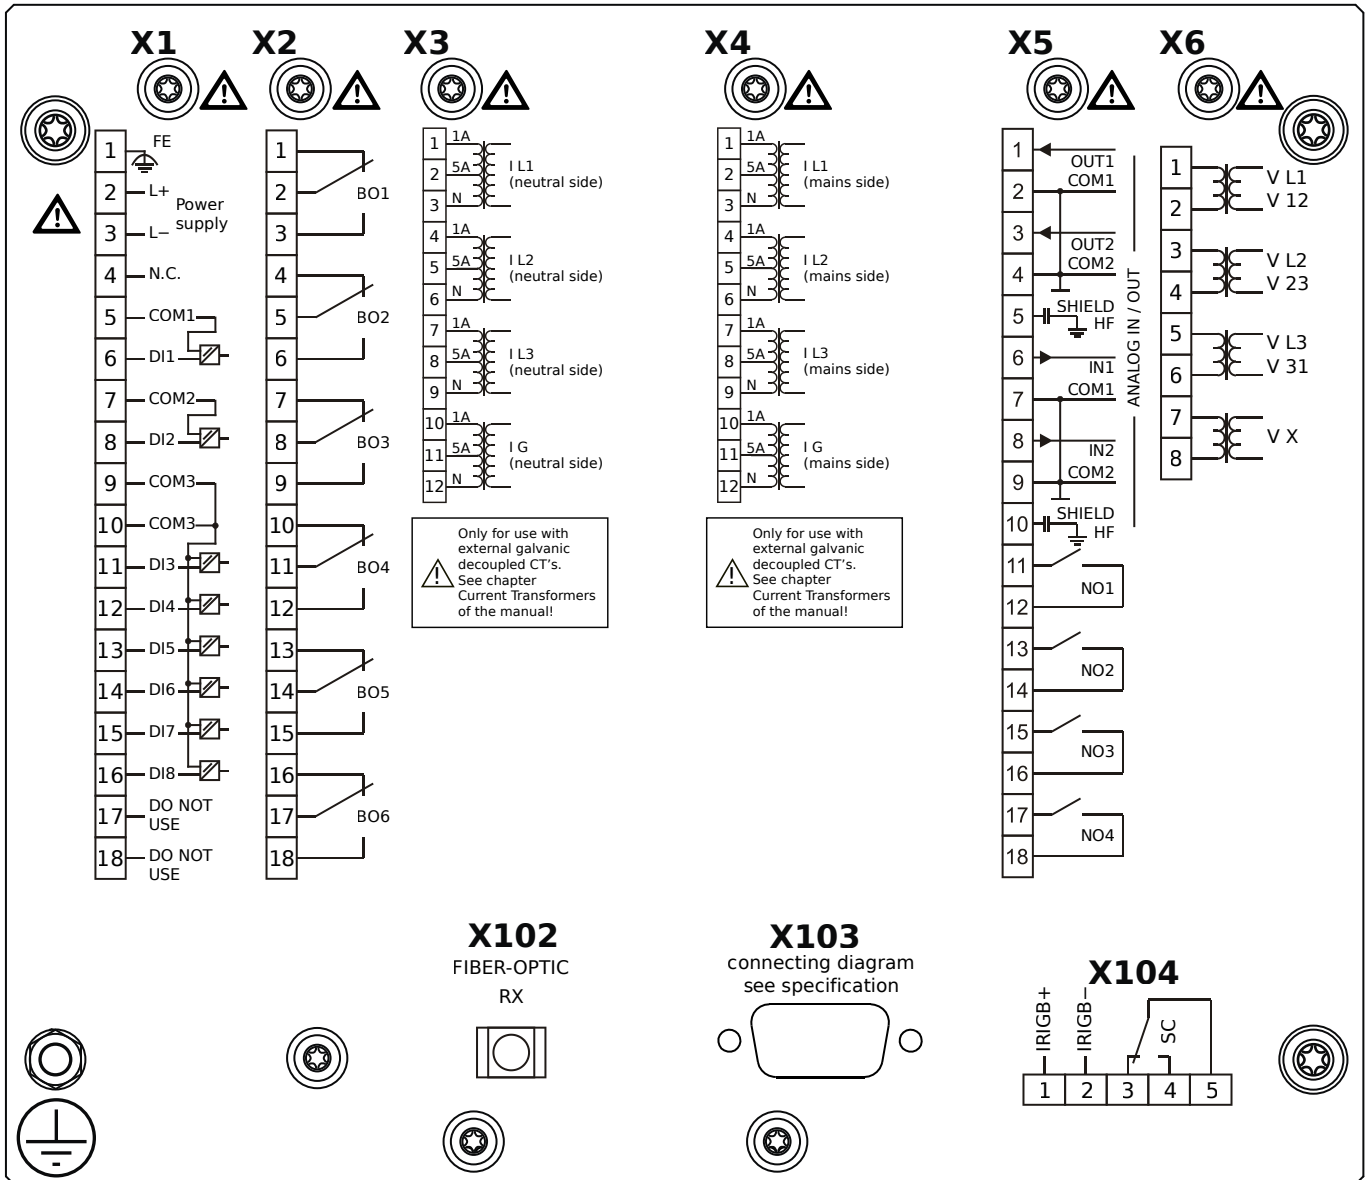 X1
X2
X3
X4
X5
X6
1
FE
2
L+
Power
supply
3
L−
4
N.C.
5
COM1
6
DI1
7
COM2
8
DI2
9
COM3
10
COM3
11
DI3
12
DI4
13
DI5
14
DI6
15
DI7
16
DI8
17
DO NOT
USE
18
DO NOT
USE
1
2
BO1
3
4
5
BO2
6
7
8
BO3
9
10
11
BO4
12
13
14
BO5
15
16
17
BO6
18
1
1A
2
5A
3
N
I L1
(neutral side)
4
1A
5
5A
6
N
I L2
(neutral side)
7
1A
8
5A
9
N
I L3
(neutral side)
10
1A
11
5A
12
N
I G
(neutral side)
Only for use with
external galvanic
decoupled CT's.
See chapter
Current Transformers
of the manual!
1
1A
2
5A
3
N
I L1
(mains side)
4
1A
5
5A
6
N
I L2
(mains side)
7
1A
8
5A
9
N
I L3
(mains side)
10
1A
11
5A
12
N
I G
(mains side)
Only for use with
external galvanic
decoupled CT's.
See chapter
Current Transformers
of the manual!
1
OUT1
2
COM1
3
OUT2
4
COM2
5
SHIELD
HF
6
IN1
7
COM1
8
IN2
9
COM2
10
SHIELD
HF
ANALOG IN / OUT
11
NO1
12
13
NO2
14
15
NO3
16
17
NO4
18
1
V L1
2
V 12
3
V L2
4
V 23
5
V L3
6
V 31
7
V X
8
X102
FIBER-OPTIC
RX
X103
connecting diagram
see specification
X104
IRIGB+
IRIGB−
SC
1 2 3 4 5